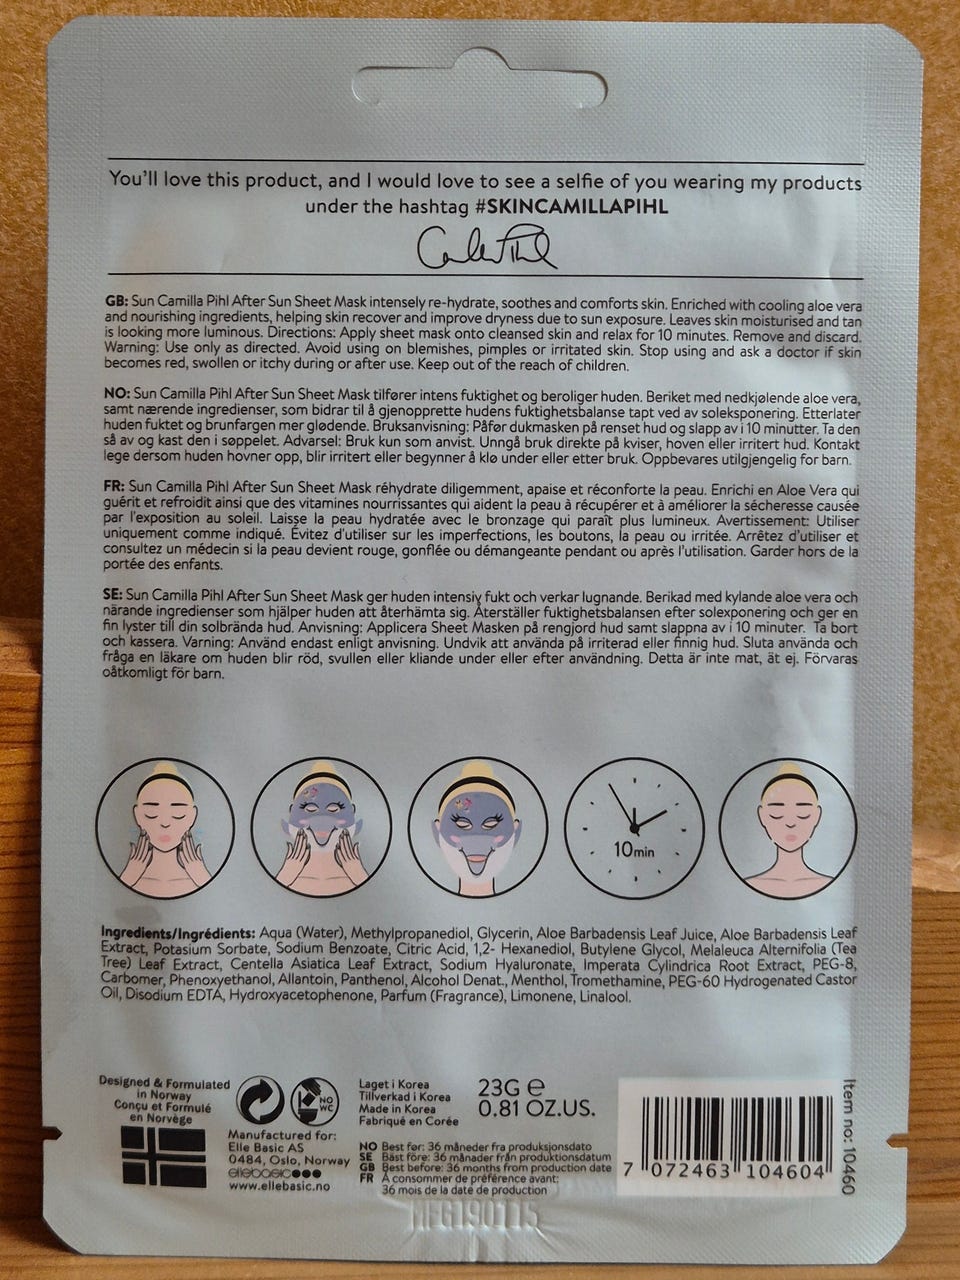 You'll love this product, and I would love to see a selfie of you wearing my products
under the hashtag #SKINCAMILLAPIHL
GB: Sun Camilla Pihl After Sun Sheet Mask intensely re-hydrate, soothes and comforts skin. Enriched with cooling aloe vera
and nourishing ingredients, helping skin recover and improve dryness due to sun exposure. Leaves skin moisturised and tan
is looking more luminous. Directions: Apply sheet mask onto cleansed skin and relax for 10 minutes. Remove and discard.
Warning: Use only as directed. Avoid using on blemishes, pimples or irritated skin. Stop using and ask a doctor if skin
becomes red, swollen or itchy during or after use. Keep out of the reach of children.
NO: Sun Camilla Pihl After Sun Sheet Mask tilfører intens fuktighet og beroliger huden. Beriket med nedkjølende aloe vera,
samt nærende ingredienser, som bidrar til å gjenopprette hudens fuktighetsbalanse tapt ved av soleksponering. Etterlater
huden fuktet og brunfargen mer glødende. Bruksanvisning: Påfør dukmasken på renset hud og slapp av i 10 minutter. Ta den
så av og kast den i søppelet. Advarsel: Bruk kun som anvist. Unngå bruk direkte på kviser, hoven eller irritert hud. Kontakt
lege dersom huden hovner opp, blir irritert eller begynner å klø under eller etter bruk. Oppbevares utilgjengelig for barn.
FR: Sun Camilla Pihl After Sun Sheet Mask réhydrate diligemment, apaise et réconforte la peau. Enrichi en Aloe Vera qui
guérit et refroidit ainsi que des vitamines nourrissantes qui aident la peau à récupérer et à améliorer la sécheresse causée
par l'exposition au soleil. Laisse la peau hydratée avec le bronzage qui paraît plus lumineux. Avertissement: Utiliser
uniquement comme indiqué. Évitez d'utiliser sur les imperfections, les boutons, la peau ou irritée. Arrêtez d'utiliser et
consultez un médecin si la peau devient rouge, gonflée ou démangeante pendant ou après l'utilisation. Garder hors de la
portée des enfants.
SE: Sun Camilla Pihl After Sun Sheet Mask ger huden intensiv fukt och verkar lugnande. Berikad med kylande aloe vera och
närande ingredienser som hjälper huden att återhämta sig. Återställer fuktighetsbalansen efter solexponering och ger en
fin lyster till din solbrända hud. Anvisning: Applicera Sheet Masken på rengjord hud samt slappna av i 10 minuter. Ta bort
och kassera. Varning: Använd endast enligt anvisning. Undvik att använda på irriterad eller finnig hud. Sluta använda och
fråga en läkare om huden blir röd, svullen eller kliande under eller efter användning. Detta är inte mat, ät ej. Förvaras
oåtkomligt för barn.
10min
Ingredients/Ingrédients: Aqua (Water), Methylpropanediol, Glycerin, Aloe Barbadensis Leaf Juice, Aloe Barbadensis Leaf
Extract, Potasium Sorbate, Sodium Benzoate, Citric Acid, 1,2- Hexanediol, Butylene Glycol, Melaleuca Alternifolia (Tea
Tree) Leaf Extract, Centella Asiatica Leaf Extract, Sodium Hyaluronate, Imperata Cylindrica Root Extract, PEG-8,
Carbomer, Phenoxyethanol, Allantoin, Panthenol, Alcohol Denat., Menthol, Tromethamine, PEG-60 Hydrogenated Castor
Oil, Disodium EDTA, Hydroxyacetophenone, Parfum (Fragrance), Limonene, Linalool.
Designed & Formulated
in Norway
Conçu et Formulé
en Norvège
NO
WC
Manufactured for:
Elle Basic AS
0484, Oslo, Norway
ellebasic
www.ellebasic.no
Laget i Korea
Tillverkad i Korea
Made in Korea
Fabriqué en Corée
23G e
0.81 OZ.US.
NO Best før: 36 måneder fra produksjonsdato
SE Bäst före: 36 månader från produktionsdatum
GB Best before: 36 months from production date
FR À consommer de préférence avant:
36 mois de la date de production
7 072463 104604
Item no: 10460
MFG190115